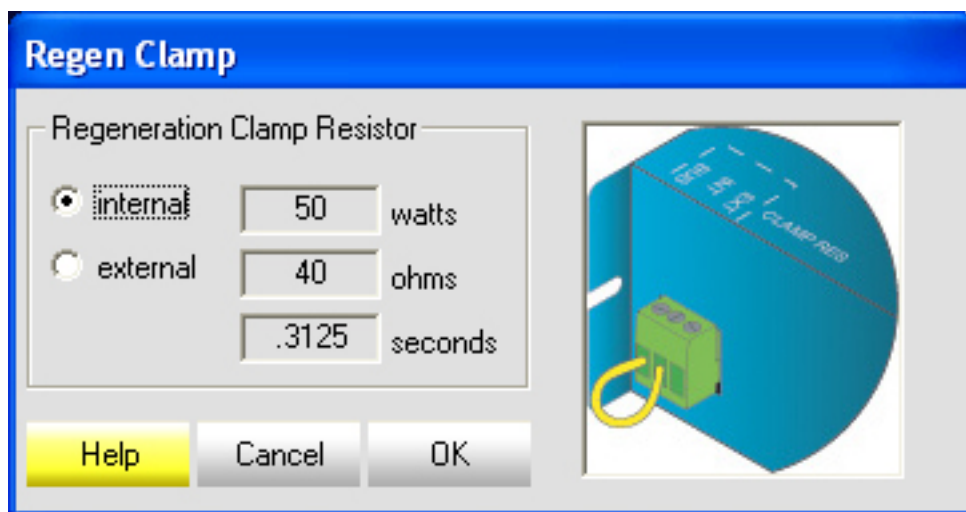 Regen Clamp
Regeneration Clamp Resistor
internal
50 watts
external
40 ohms
.3125 seconds
Help
Cancel
OK
CLAMP RES